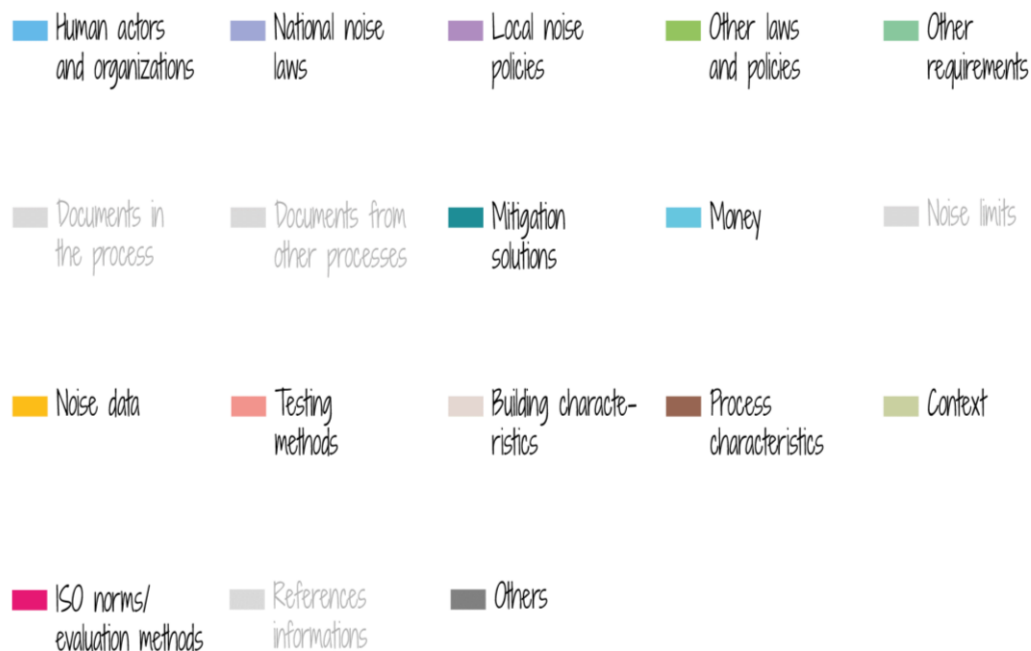 Human actors
and organizations
National noise
laws
Local noise
policies
Other laws
and policies
Other
requirements
Documents in
the process
Documents from
other processes
Mitigation
solutions
Money
Noise limits
Noise data
Testing
methods
Building characte-
ristics
Process
characteristics
Context
ISO norms/
evaluation methods
References
informations
Others